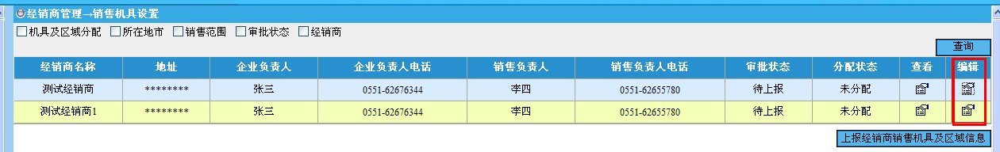 经销商管理→销售机具设置
机具及区域分配 所在地市 销售范围 审批状态 经销商
查询
经销商名称 地址 企业负责人 企业负责人电话 销售负责人 销售负责人电话 审批状态 分配状态 查看 编辑
测试经销商 ******** 张三 0551-62676344 李四 0551-62655780 待上报 未分配
测试经销商1 ******** 张三 0551-62676344 李四 0551-62655780 待上报 未分配
上报经销商销售机具及区域信息